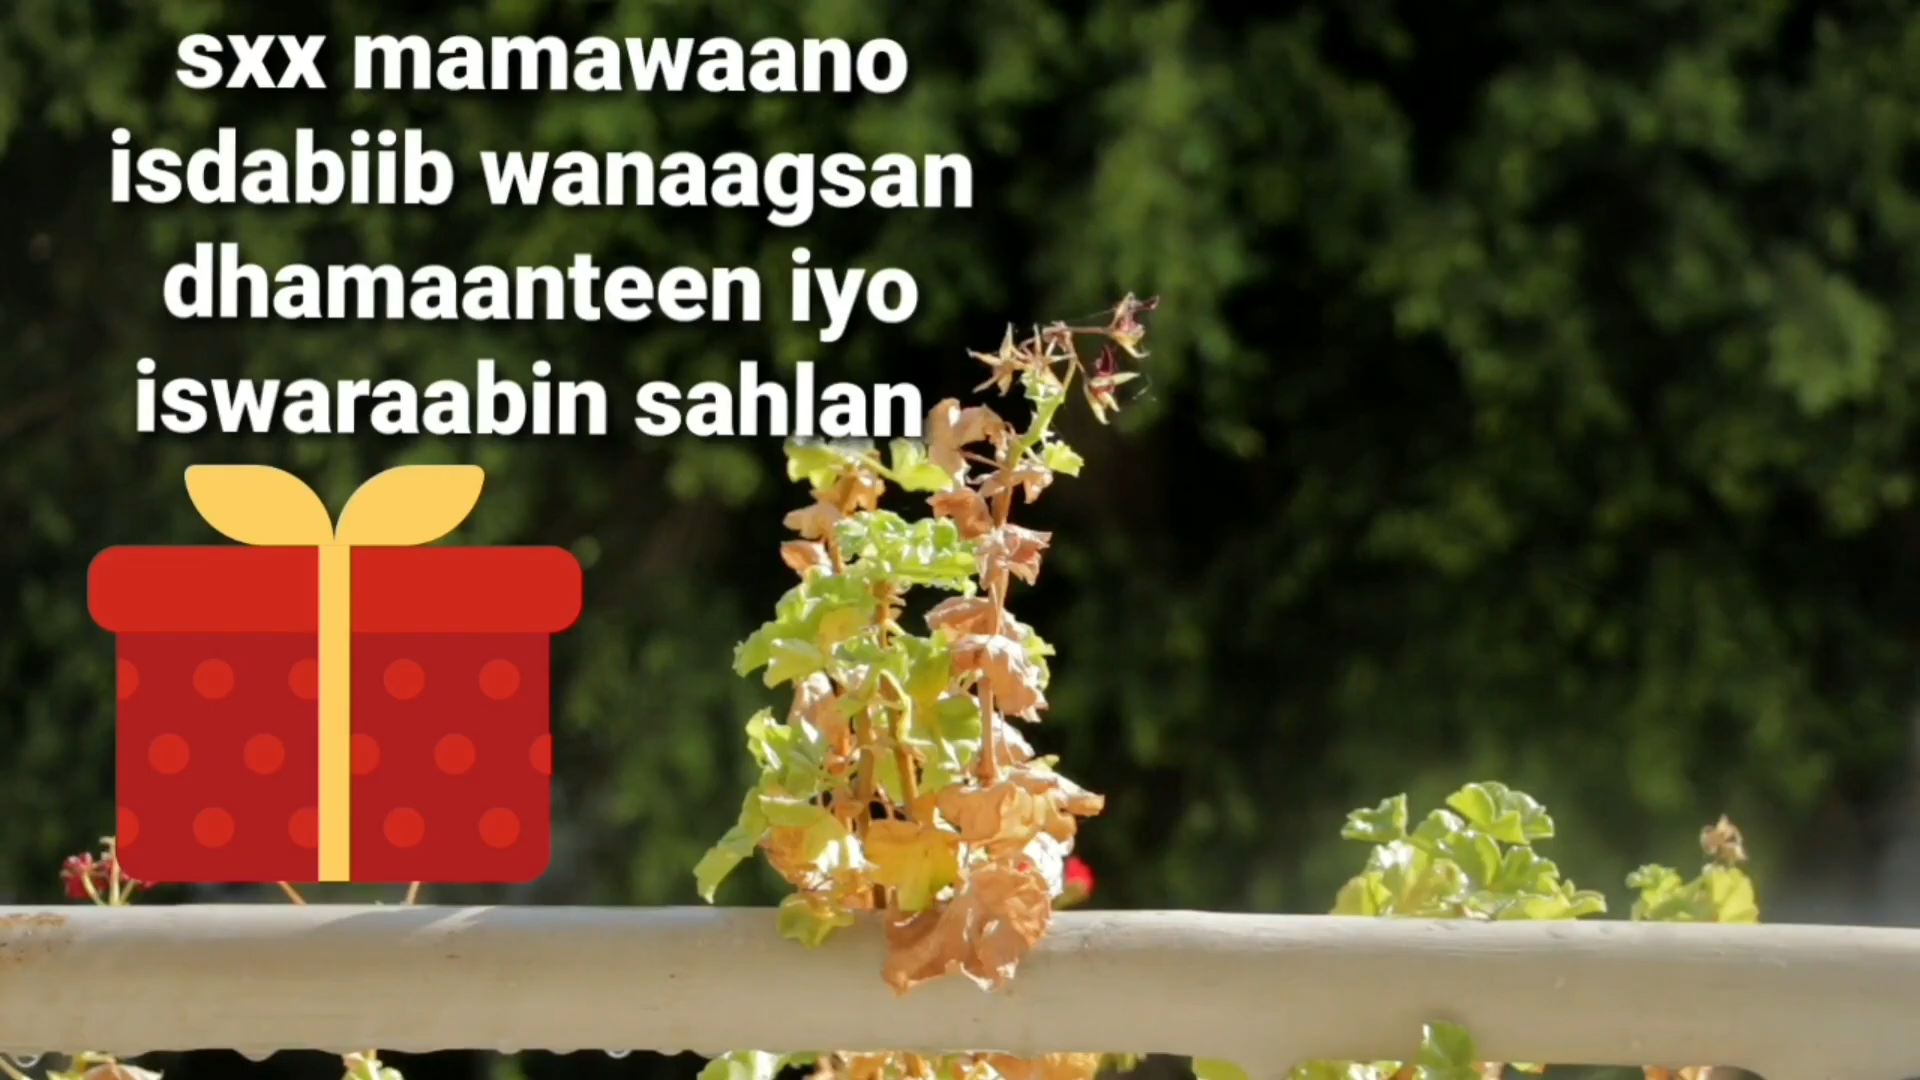 sxx mamawaano
isdabiib wanaagsan
dhamaanteen iyo
iswaraabin sahlan